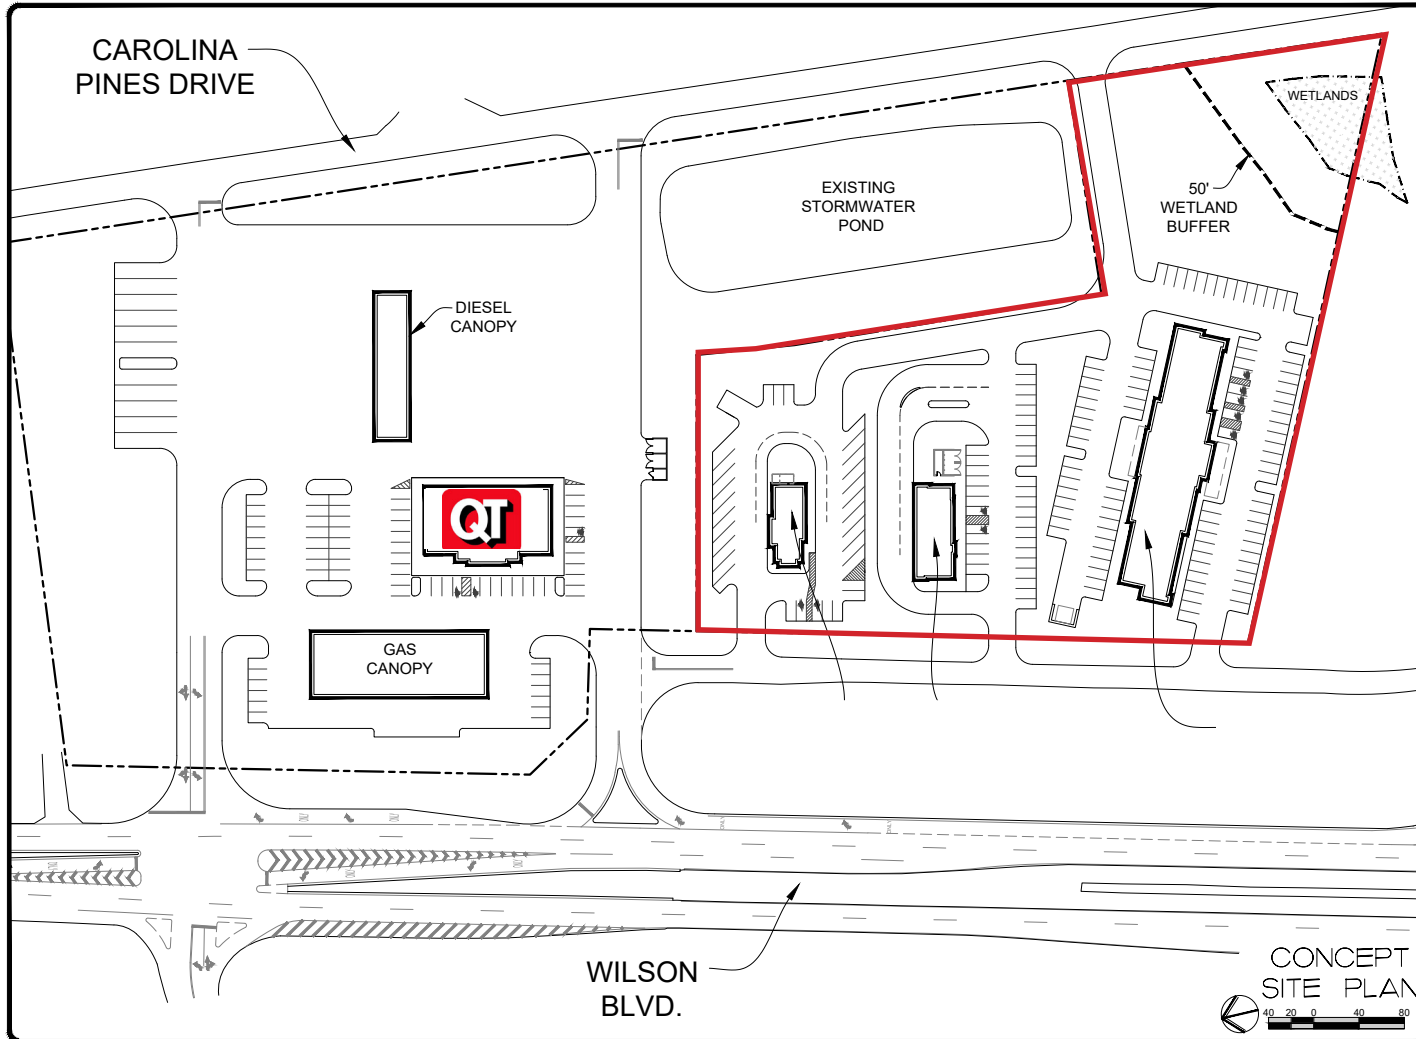 CAROLINA
PINES DRIVE
WETLANDS
EXISTING
STORMWATER
POND
50'
WETLAND
BUFFER
DIESEL
CANOPY
QT
GAS
CANOPY
WILSON
BLVD.
CONCEPT
SITE PLAN
40 20 0 40 80